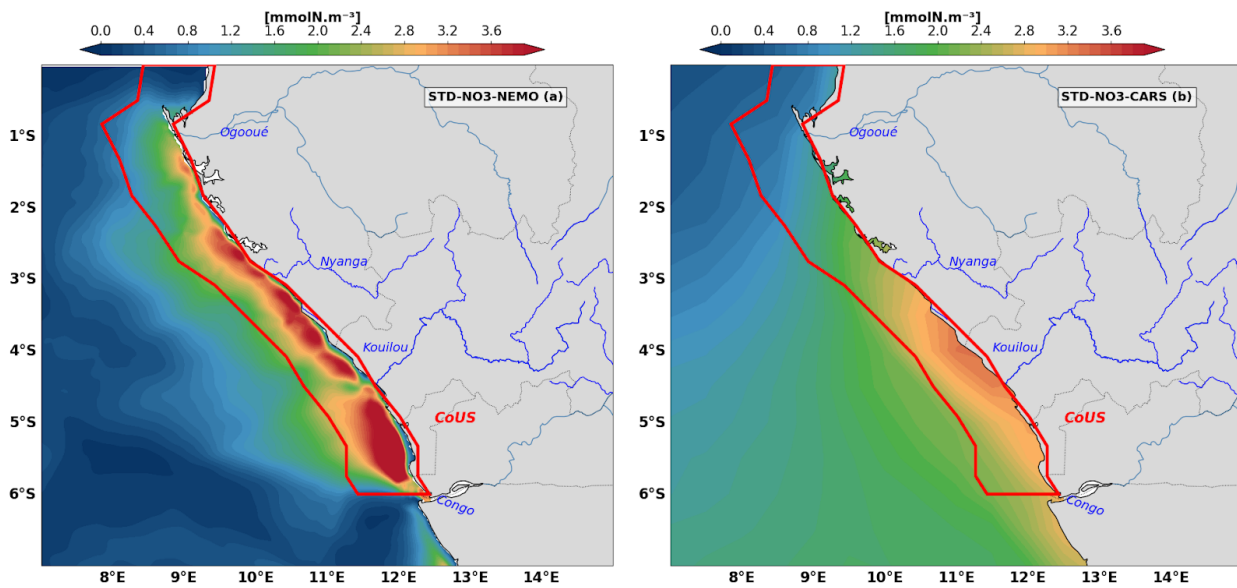 [mmolN.m⁻³]
0.0 0.4 0.8 1.2 1.6 2.0 2.4 2.8 3.2 3.6
STD-NO3-NEMO (a)
Ogooué
1°S
2°S
Nyanga
3°S
Kouilou
4°S
CoUS
5°S
6°S
Congo
8°E 9°E 10°E 11°E 12°E 13°E 14°E
[mmolN.m⁻³]
0.0 0.4 0.8 1.2 1.6 2.0 2.4 2.8 3.2 3.6
STD-NO3-CARS (b)
Ogooué
1°S
2°S
Nyanga
3°S
Kouilou
4°S
CoUS
5°S
6°S
Congo
8°E 9°E 10°E 11°E 12°E 13°E 14°E